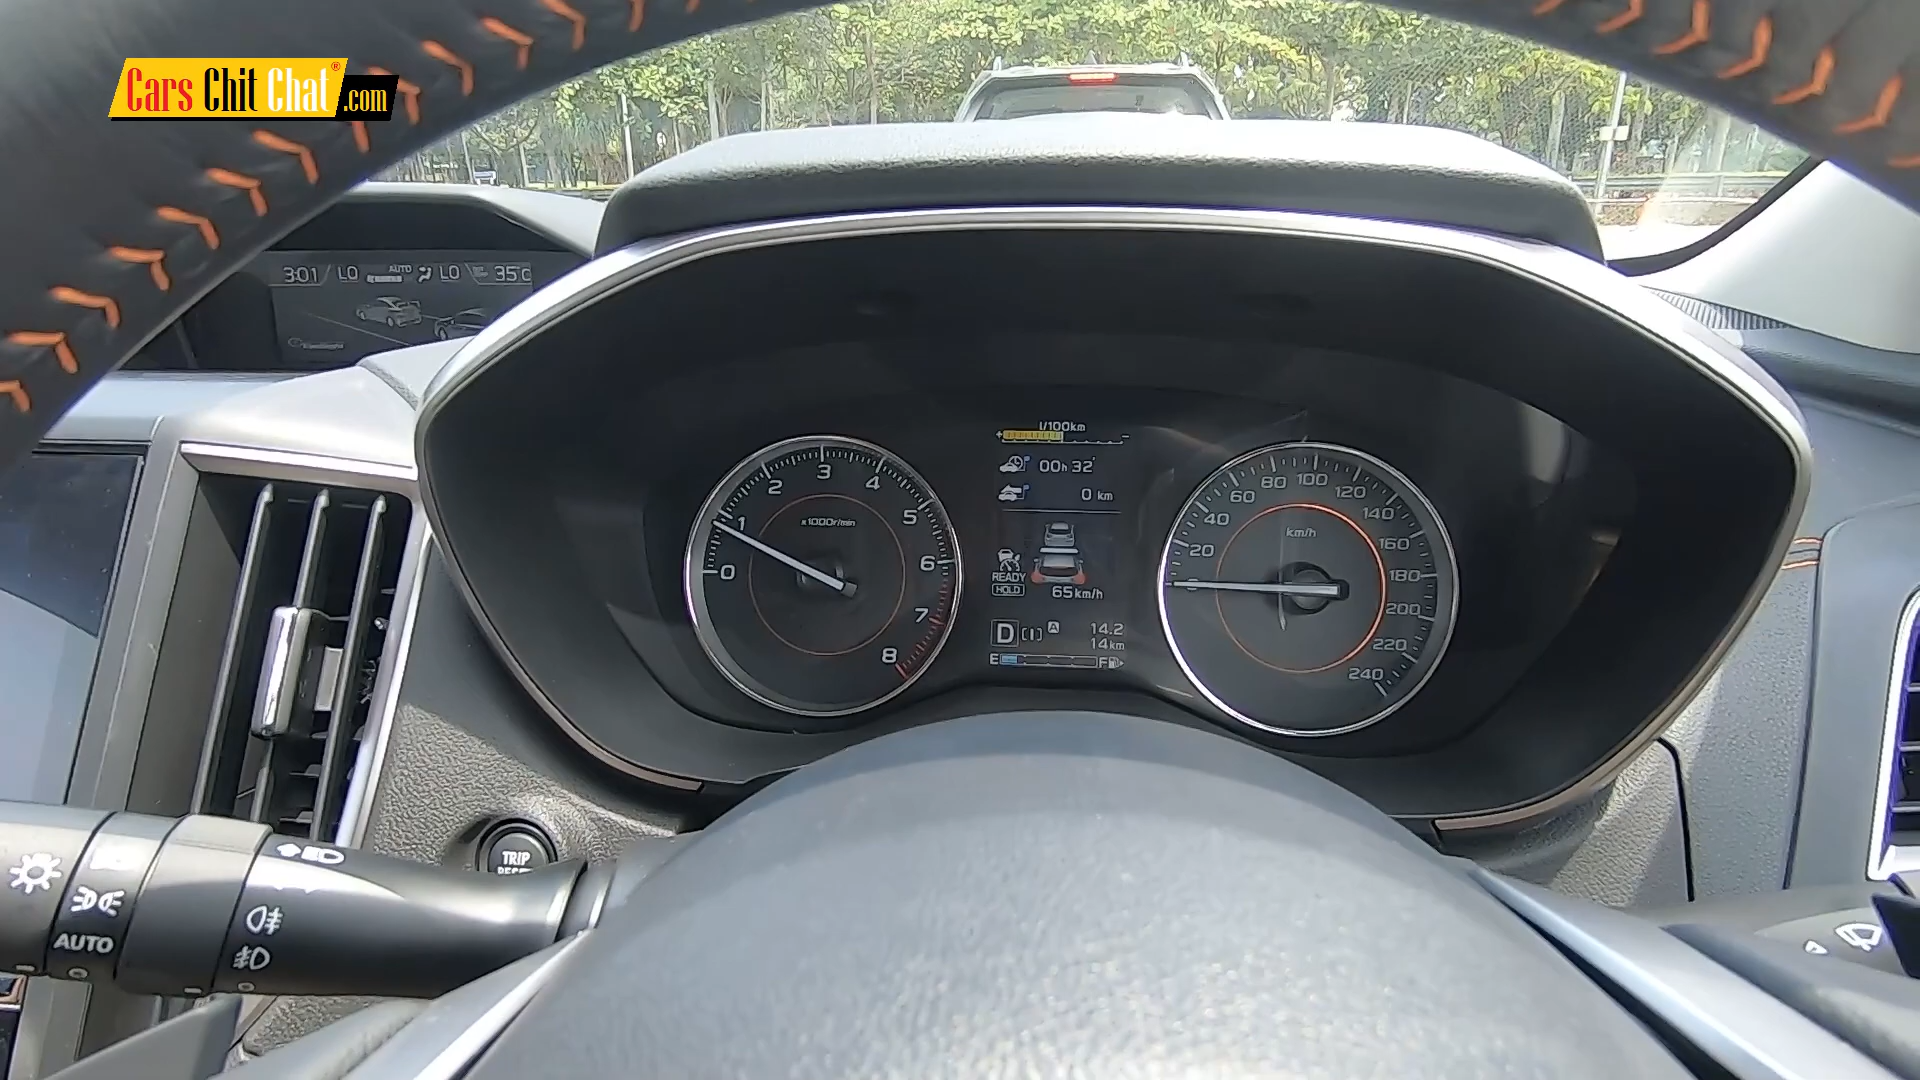 Cars Chit Chat®.com
3:01 LO AUTO LO 35°C
l/100km
+ -
00h 32'
0 km
READY
HOLD
65 km/h
D [I] A 14.2
14 km
E F
0 1 2 3 4 5 6 7 8
x1000r/min
0 20 40 60 80 100 120 140 160 180 200 220 240
km/h
TRIP
AUTO